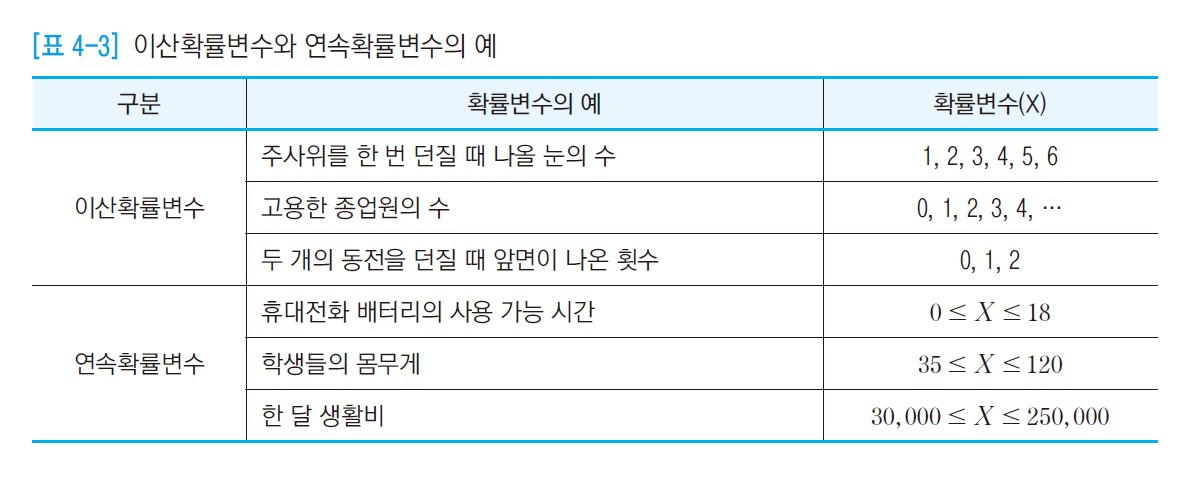 [표 4-3] 이산확률변수와 연속확률변수의 예
구분 확률변수의 예 확률변수(X)
주사위를 한 번 던질 때 나올 눈의 수 1, 2, 3, 4, 5, 6
이산확률변수 고용한 종업원의 수 0, 1, 2, 3, 4, …
두 개의 동전을 던질 때 앞면이 나온 횟수 0, 1, 2
휴대전화 배터리의 사용 가능 시간 0 ≤ X ≤ 18
연속확률변수 학생들의 몸무게 35 ≤ X ≤ 120
한 달 생활비 30,000 ≤ X ≤ 250,000